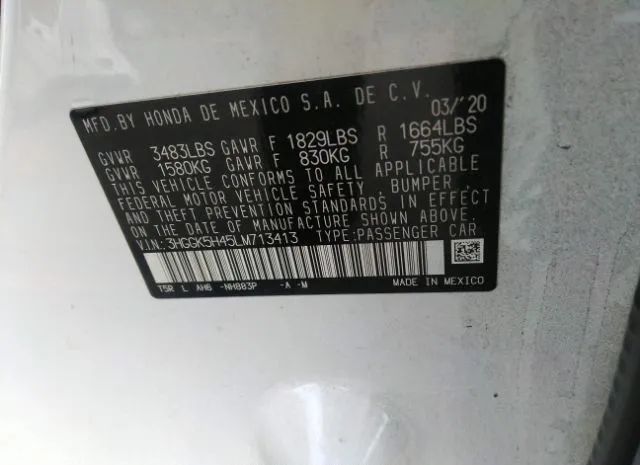 MFD.BY HONDA DE MEXICO S.A. DE C.V. 03/'20
GVWR 3483LBS GAWR F 1829LBS R 1664LBS
GVWR 1580KG GAWR F 830KG R 755KG
THIS VEHICLE CONFORMS TO ALL APPLICABLE
FEDERAL MOTOR VEHICLE SAFETY, BUMPER,
AND THEFT PREVENTION STANDARDS IN EFFECT
ON THE DATE OF MANUFACTURE SHOWN ABOVE.
V.I.N: 3HGGK5H45LM713413 TYPE:PASSENGER CAR
T5R L AH6 -NH883P -A -M MADE IN MEXICO